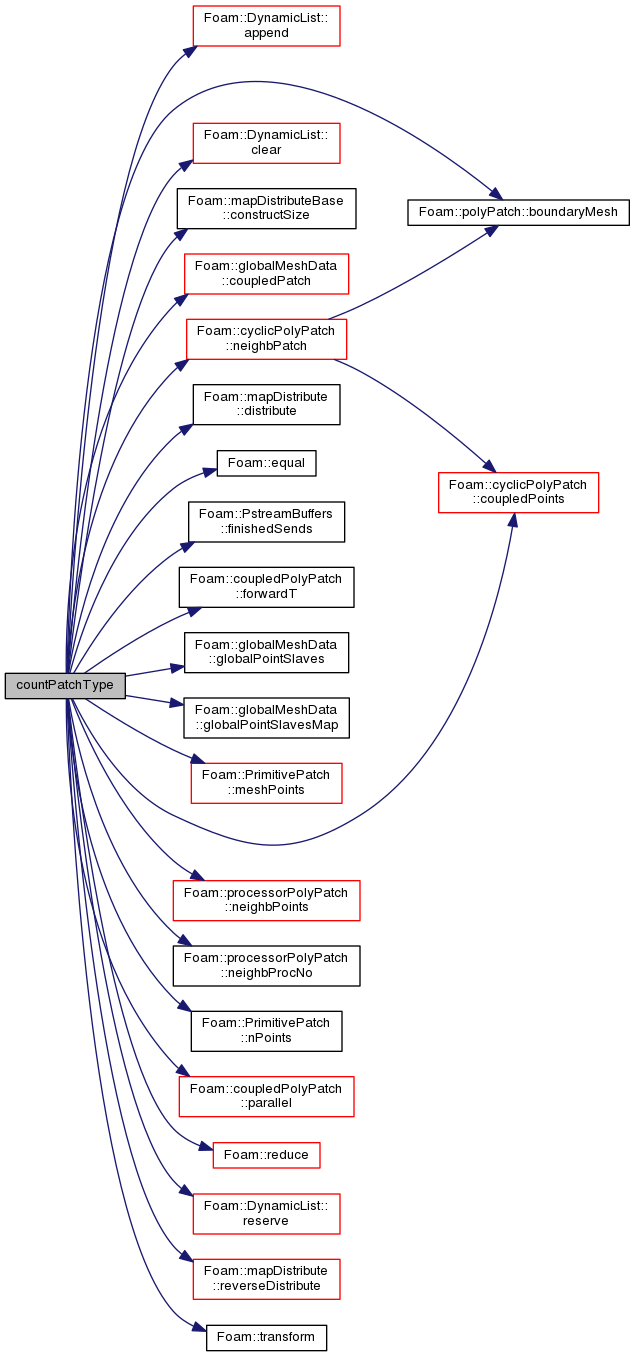 Foam::DynamicList::
append
Foam::DynamicList::
clear
Foam::mapDistributeBase
::constructSize
Foam::polyPatch::boundaryMesh
Foam::globalMeshData
::coupledPatch
Foam::cyclicPolyPatch
::neighbPatch
Foam::mapDistribute
::distribute
Foam::equal
Foam::cyclicPolyPatch
::coupledPoints
Foam::PstreamBuffers
::finishedSends
Foam::coupledPolyPatch
::forwardT
Foam::globalMeshData
::globalPointSlaves
countPatchType
Foam::globalMeshData
::globalPointSlavesMap
Foam::PrimitivePatch
::meshPoints
Foam::processorPolyPatch
::neighbPoints
Foam::processorPolyPatch
::neighbProcNo
Foam::PrimitivePatch
::nPoints
Foam::coupledPolyPatch
::parallel
Foam::reduce
Foam::DynamicList::
reserve
Foam::mapDistribute
::reverseDistribute
Foam::transform